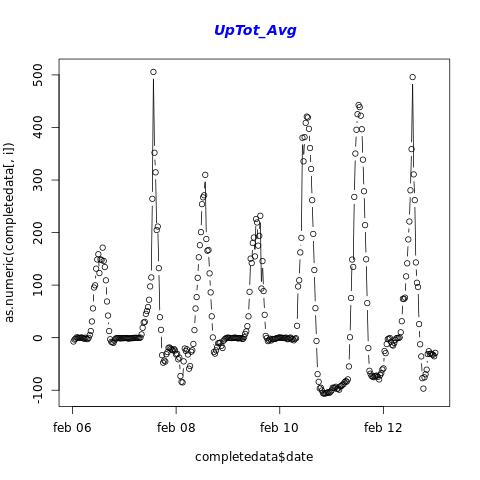 UpTot_Avg
as.numeric(completedata[, i])
500
400
300
200
100
0
-100
feb 06 feb 08 feb 10 feb 12
completedata$date